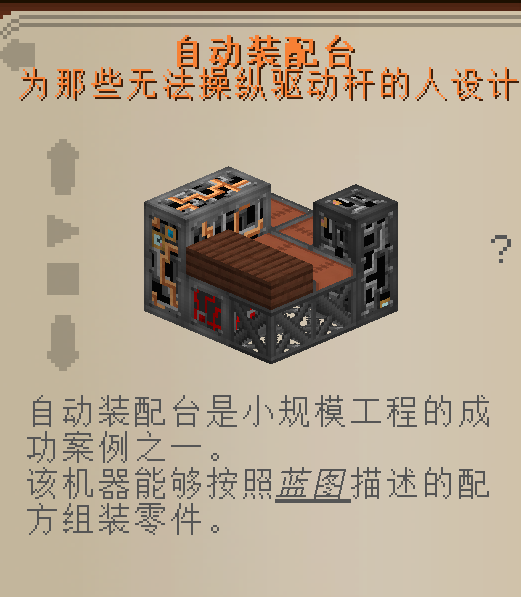 自动装配台
为那些无法操纵驱动杆的人设计
?
自动装配台是小规模工程的成
功案例之一。
该机器能够按照蓝图描述的配
方组装零件。